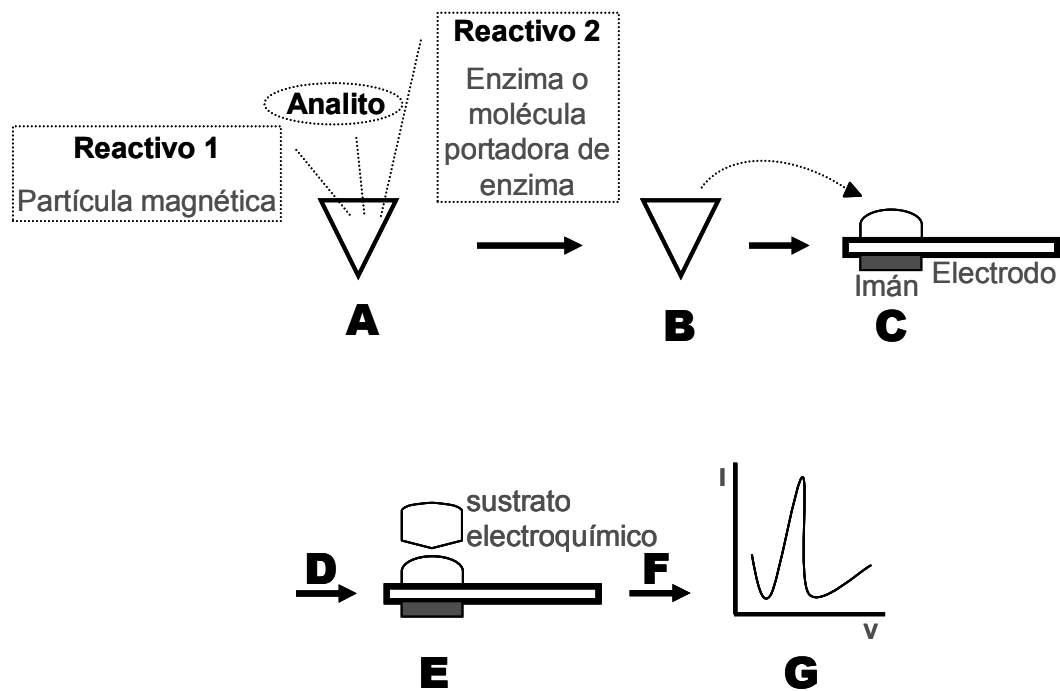 Reactivo 1
Partícula magnética
Analito
Reactivo 2
Enzima o
molécula
portadora de
enzima
A
B
Imán
Electrodo
C
D
sustrato
electroquímico
E
F
I
V
G